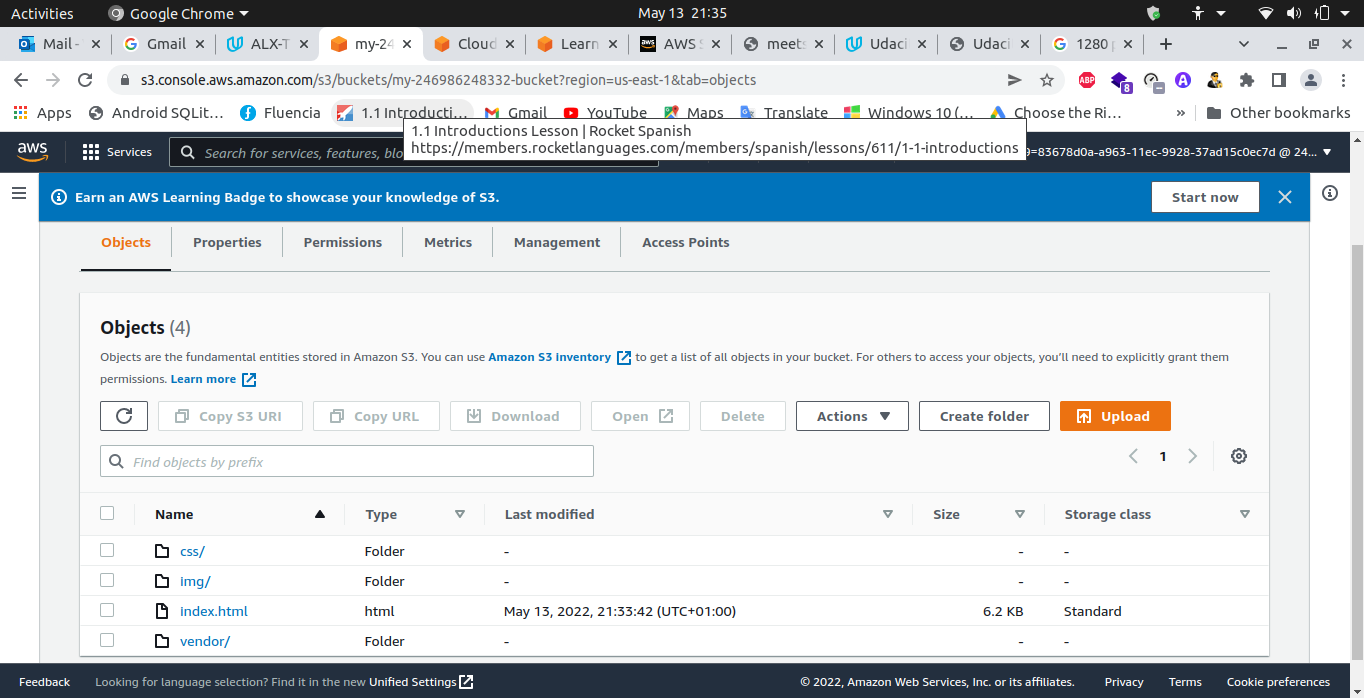 Activities Google Chrome May 13 21:35
Mail - Gmail ALX-T my-24 Cloud Learn AWS S meets Udaci Udaci 1280 p
s3.console.aws.amazon.com/s3/buckets/my-246986248332-bucket?region=us-east-1&tab=objects
ABP 8 A
Apps Android SQLit... Fluencia 1.1 Introducti... Gmail YouTube Maps Translate Windows 10 (... Choose the Ri... » Other bookmarks
1.1 Introductions Lesson | Rocket Spanish
https://members.rocketlanguages.com/members/spanish/lessons/611/1-1-introductions
aws Services Search for services, features, blo 9=83678d0a-a963-11ec-9928-37ad15c0ec7d @ 24...
Earn an AWS Learning Badge to showcase your knowledge of S3. Start now
Objects Properties Permissions Metrics Management Access Points
Objects (4)
Objects are the fundamental entities stored in Amazon S3. You can use Amazon S3 inventory to get a list of all objects in your bucket. For others to access your objects, you’ll need to explicitly grant them
permissions. Learn more
Copy S3 URI Copy URL Download Open Delete Actions Create folder Upload
Find objects by prefix 1
Name Type Last modified Size Storage class
css/ Folder - - -
img/ Folder - - -
index.html html May 13, 2022, 21:33:42 (UTC+01:00) 6.2 KB Standard
vendor/ Folder - - -
Feedback Looking for language selection? Find it in the new Unified Settings © 2022, Amazon Web Services, Inc. or its affiliates. Privacy Terms Cookie preferences